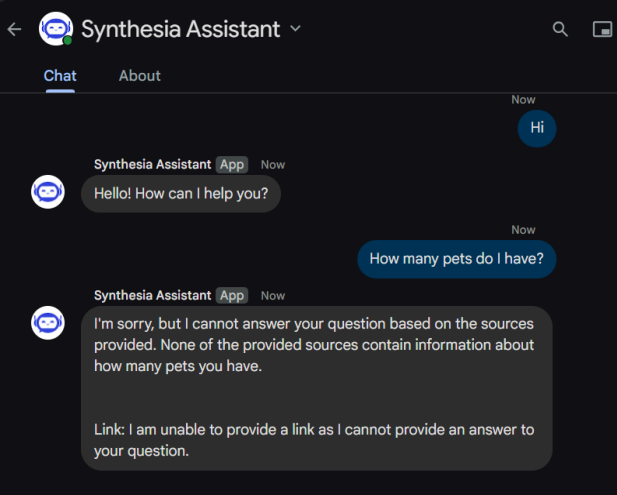 Synthesia Assistant
Chat
About
Now
Hi
Synthesia Assistant App Now
Hello! How can I help you?
Now
How many pets do I have?
Synthesia Assistant App Now
I'm sorry, but I cannot answer your question based on the sources
provided. None of the provided sources contain information about
how many pets you have.
Link: I am unable to provide a link as I cannot provide an answer to
your question.